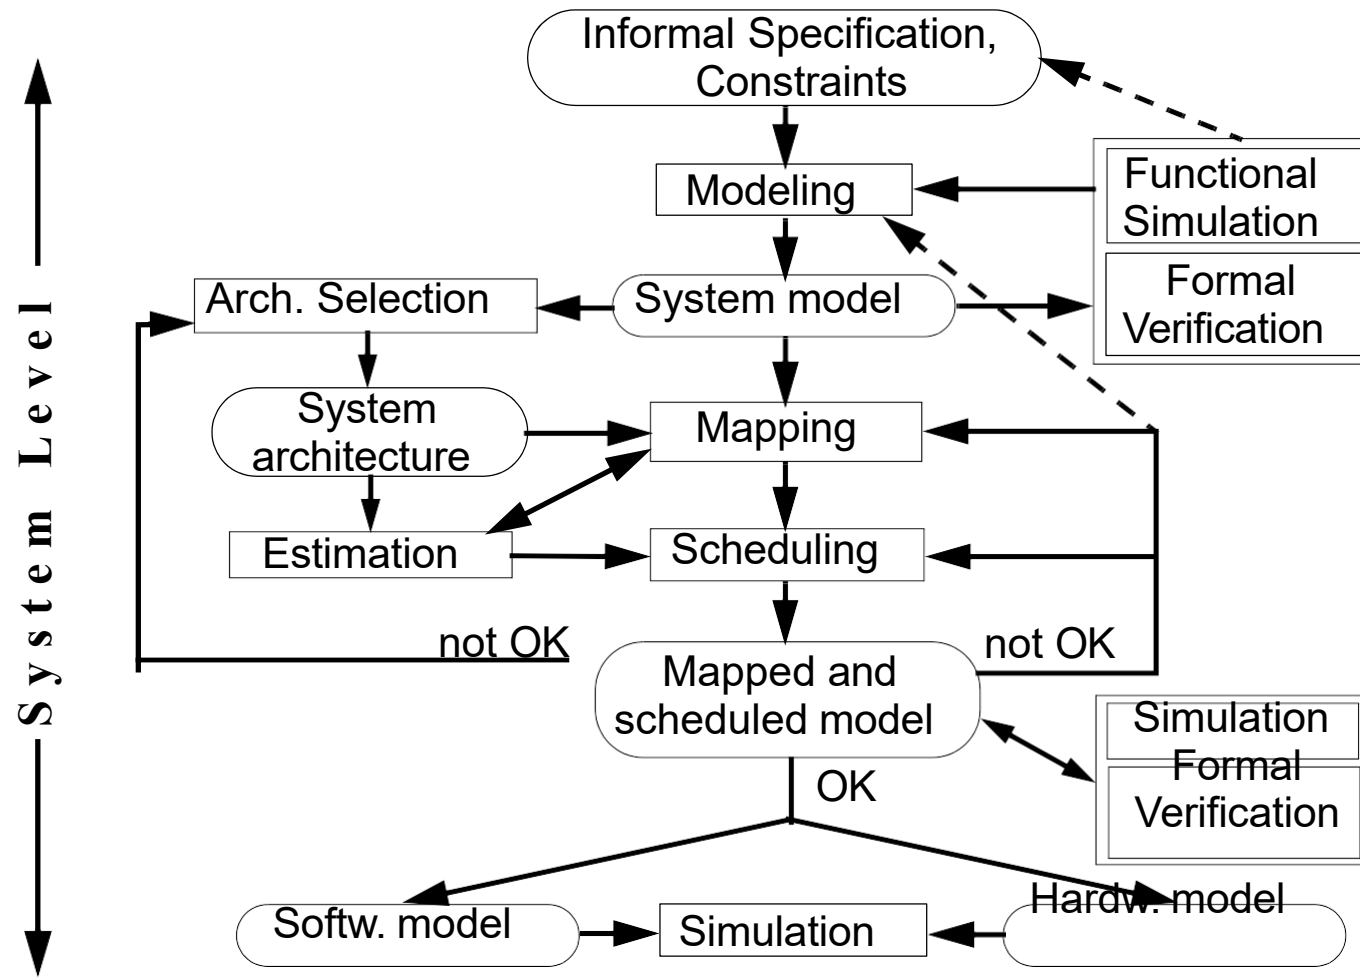 Informal Specification,
Constraints
Modeling
Functional
Simulation
Formal
Verification
Arch. Selection
System model
System
architecture
Mapping
Estimation
Scheduling
not OK
not OK
Mapped and
scheduled model
Simulation
Formal
Verification
OK
Softw. model
Simulation
Hardw. model
System Level